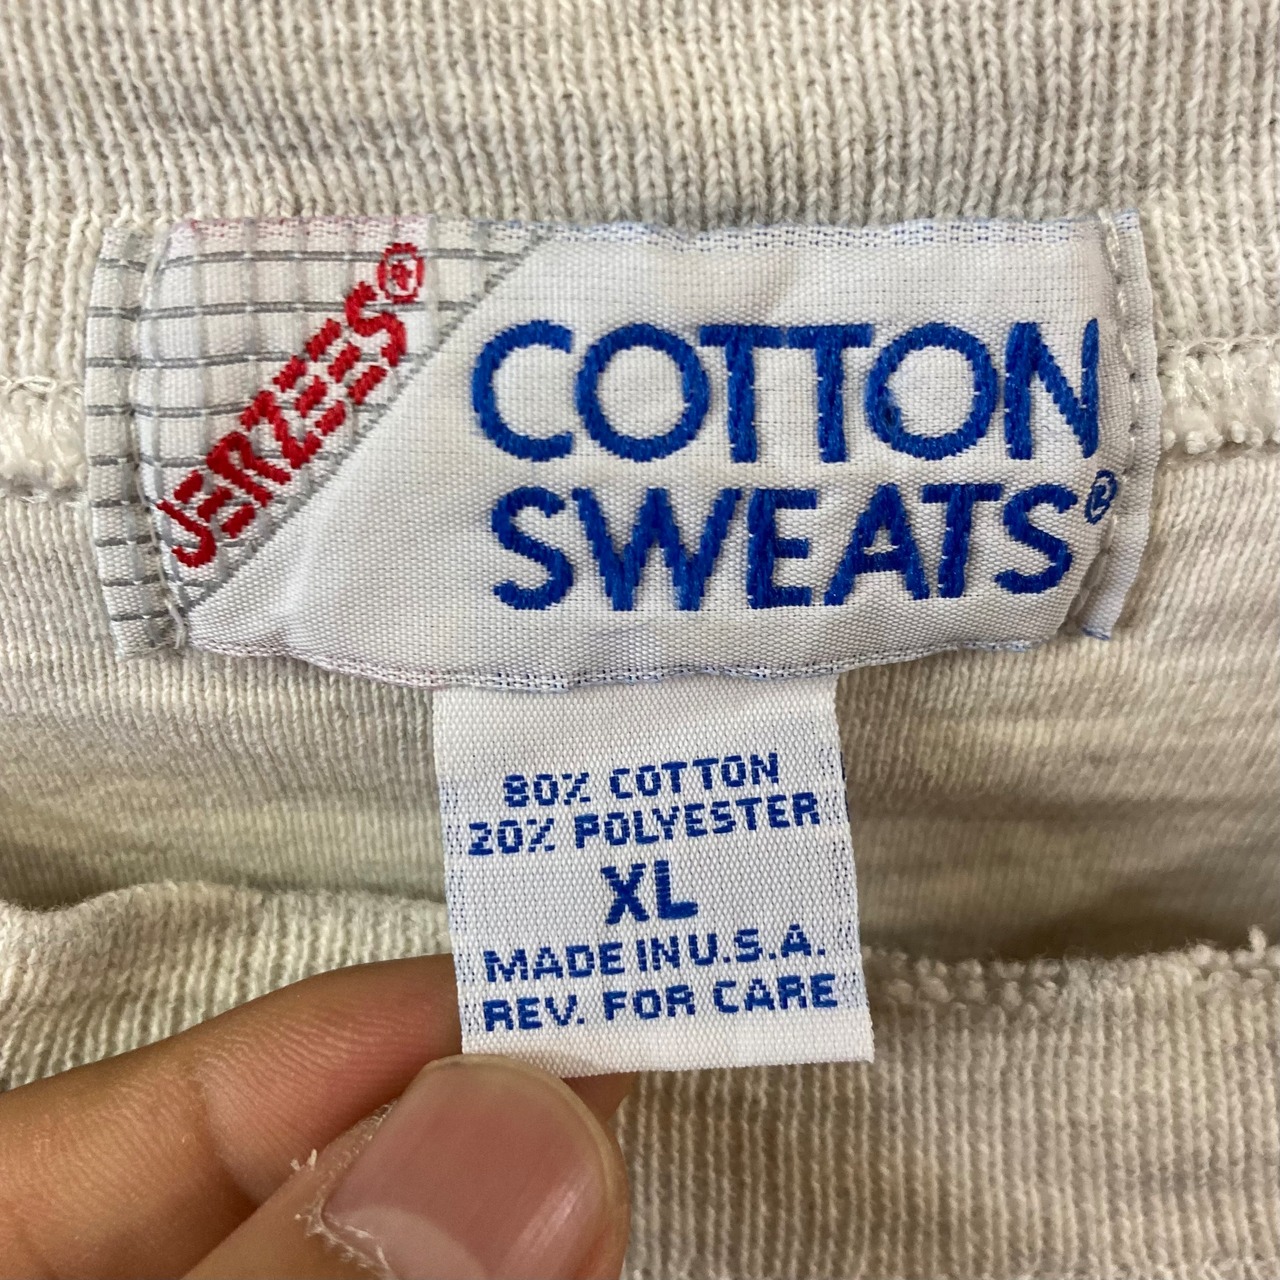 JERZEES®
COTTON
SWEATS®
80% COTTON
20% POLYESTER
XL
MADE IN U.S.A.
REV. FOR CARE